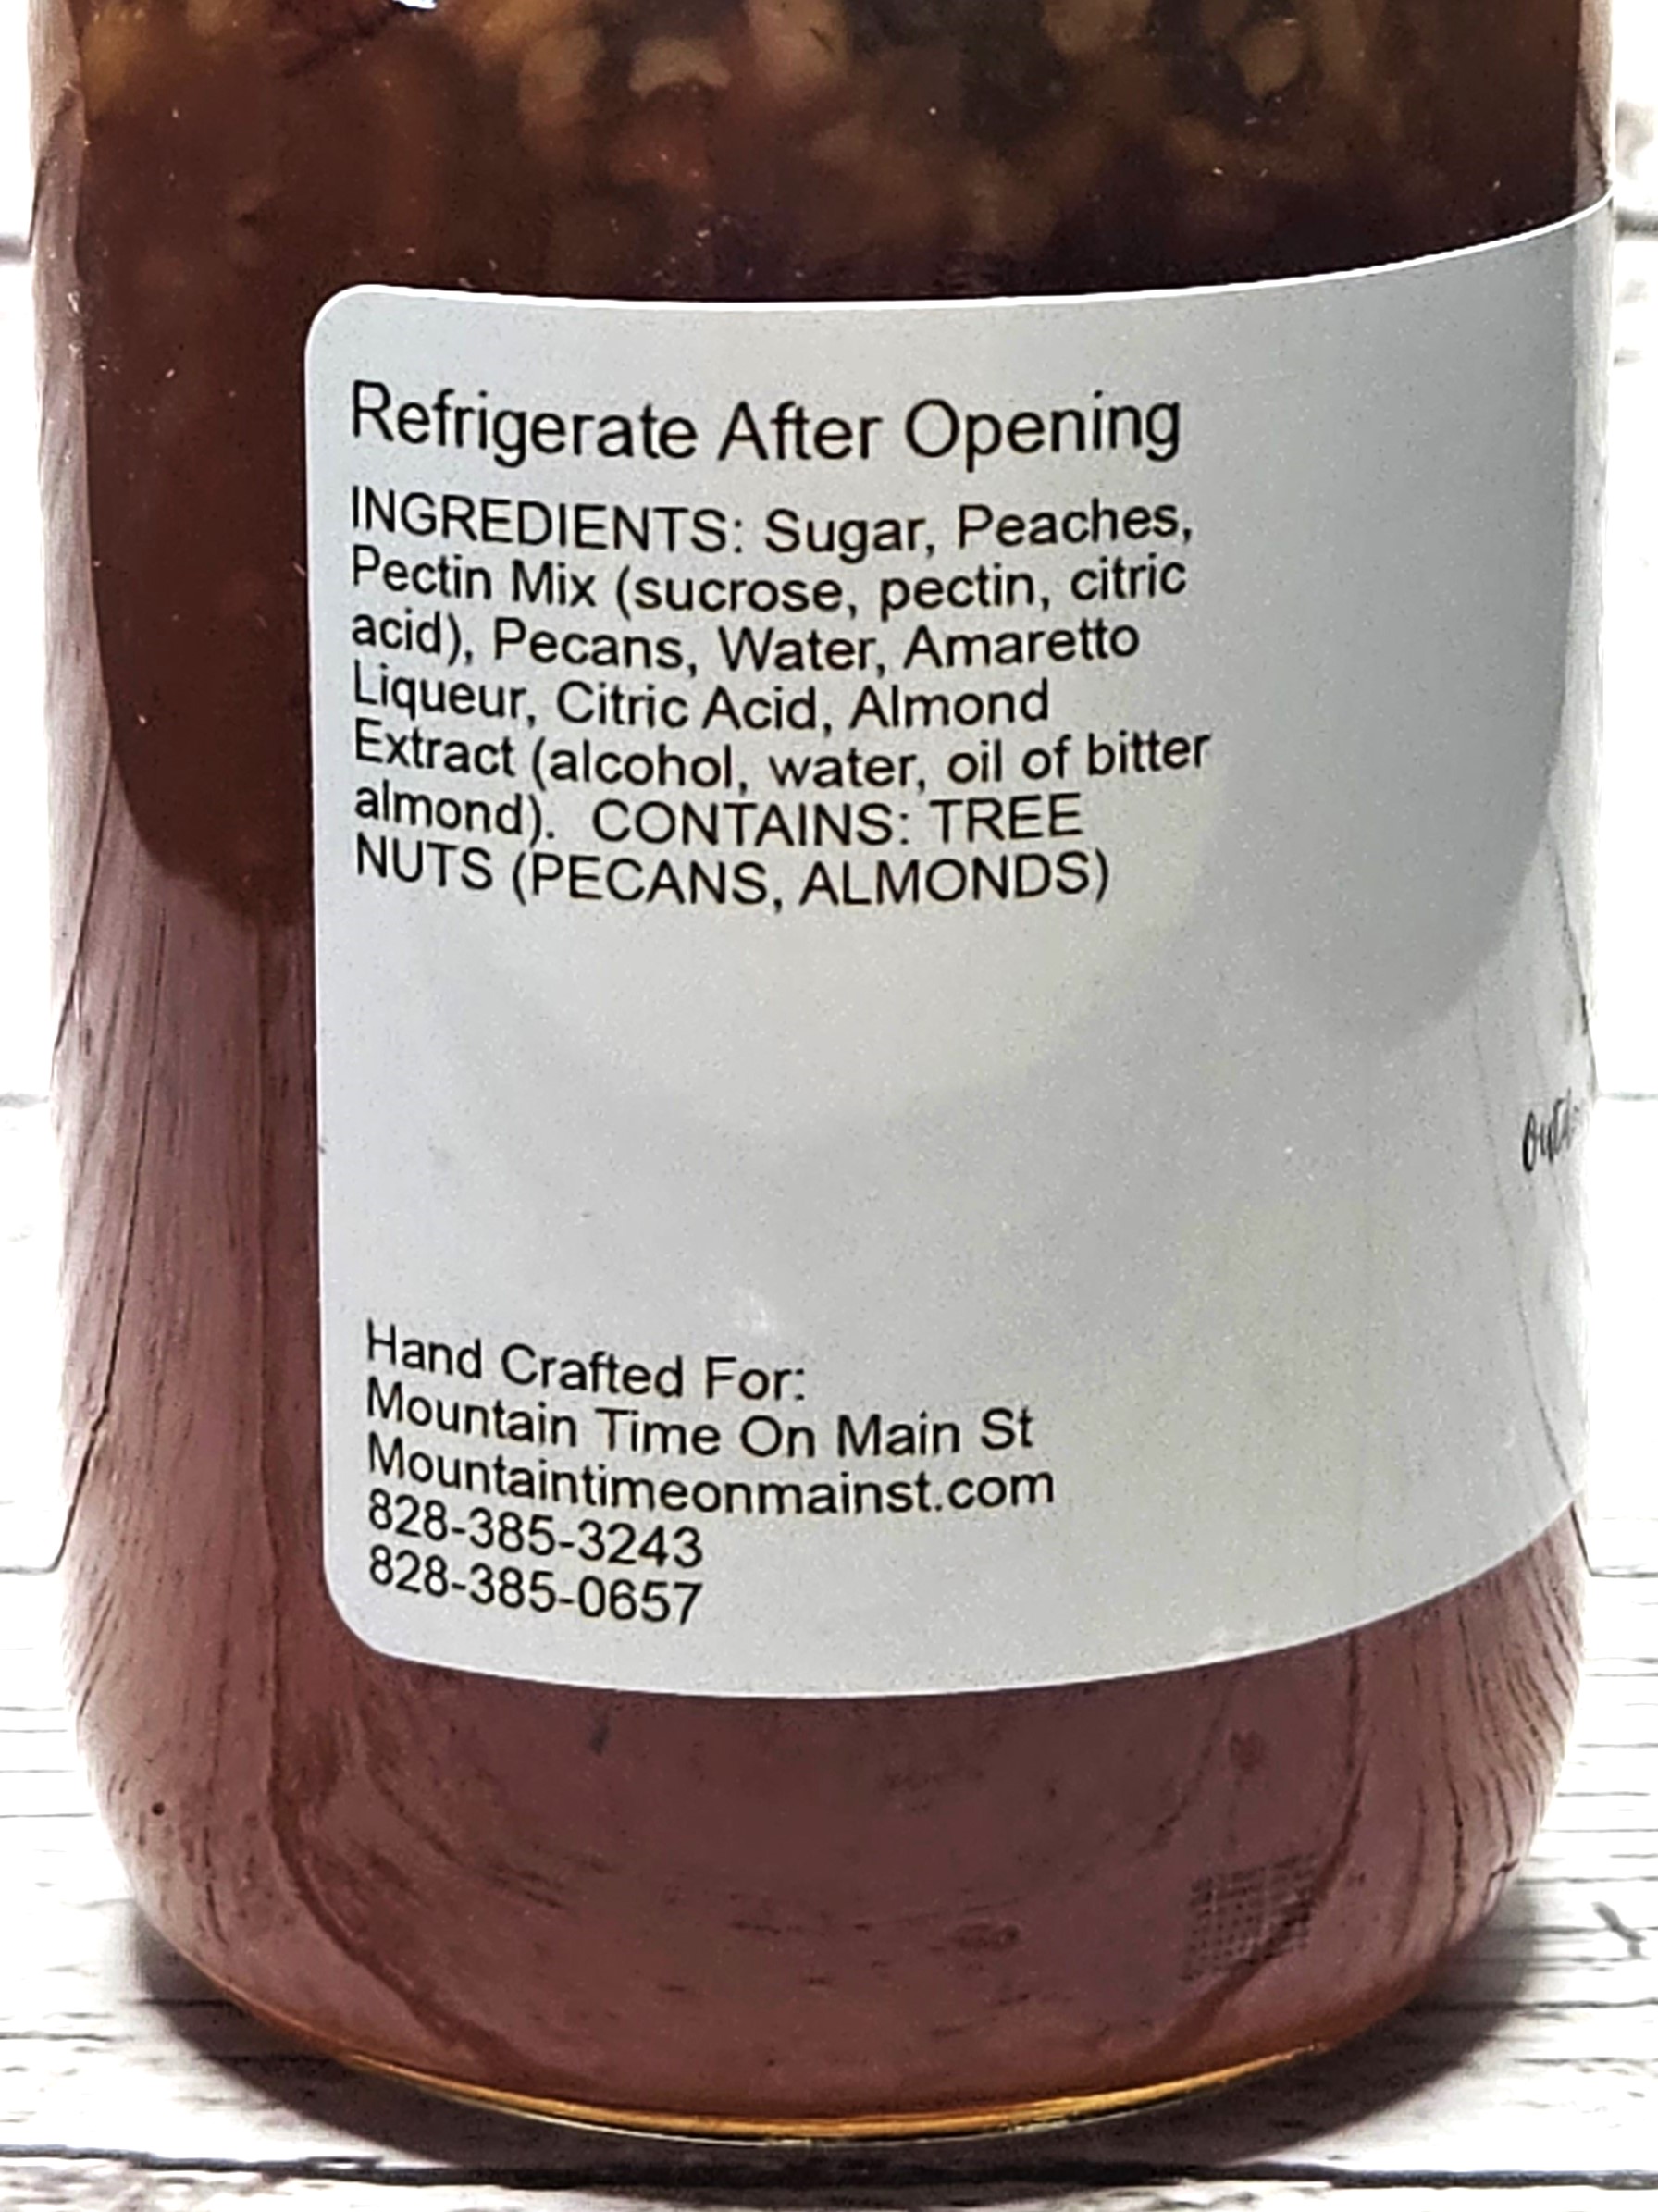 Refrigerate After Opening
INGREDIENTS: Sugar, Peaches,
Pectin Mix (sucrose, pectin, citric
acid), Pecans, Water, Amaretto
Liqueur, Citric Acid, Almond
Extract (alcohol, water, oil of bitter
almond).  CONTAINS: TREE
NUTS (PECANS, ALMONDS)
Hand Crafted For:
Mountain Time On Main St
Mountaintimeonmainst.com
828-385-3243
828-385-0657